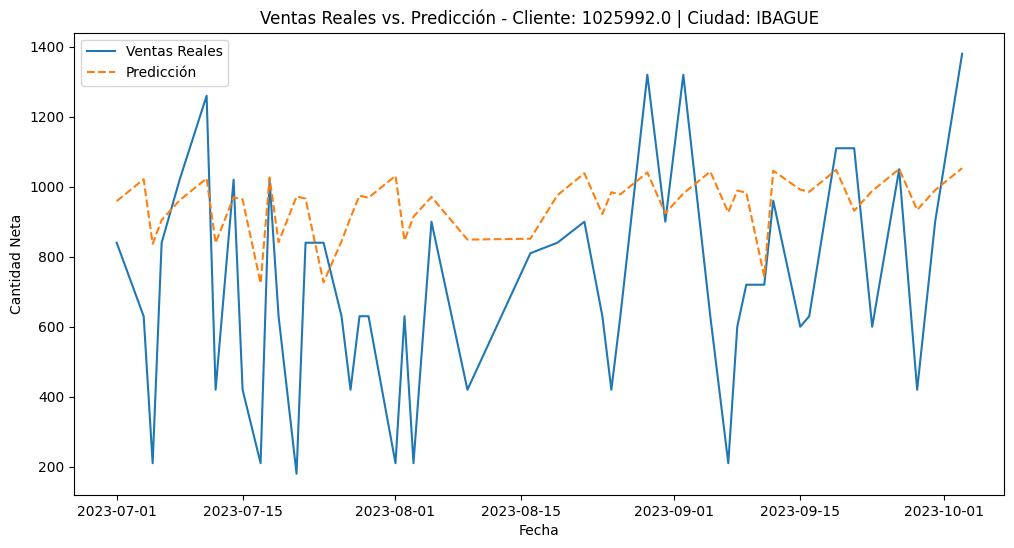 Ventas Reales vs. Predicción - Cliente: 1025992.0 | Ciudad: IBAGUE
Ventas Reales
Predicción
Cantidad Neta
1400
1200
1000
800
600
400
200
2023-07-01
2023-07-15
2023-08-01
2023-08-15
2023-09-01
2023-09-15
2023-10-01
Fecha